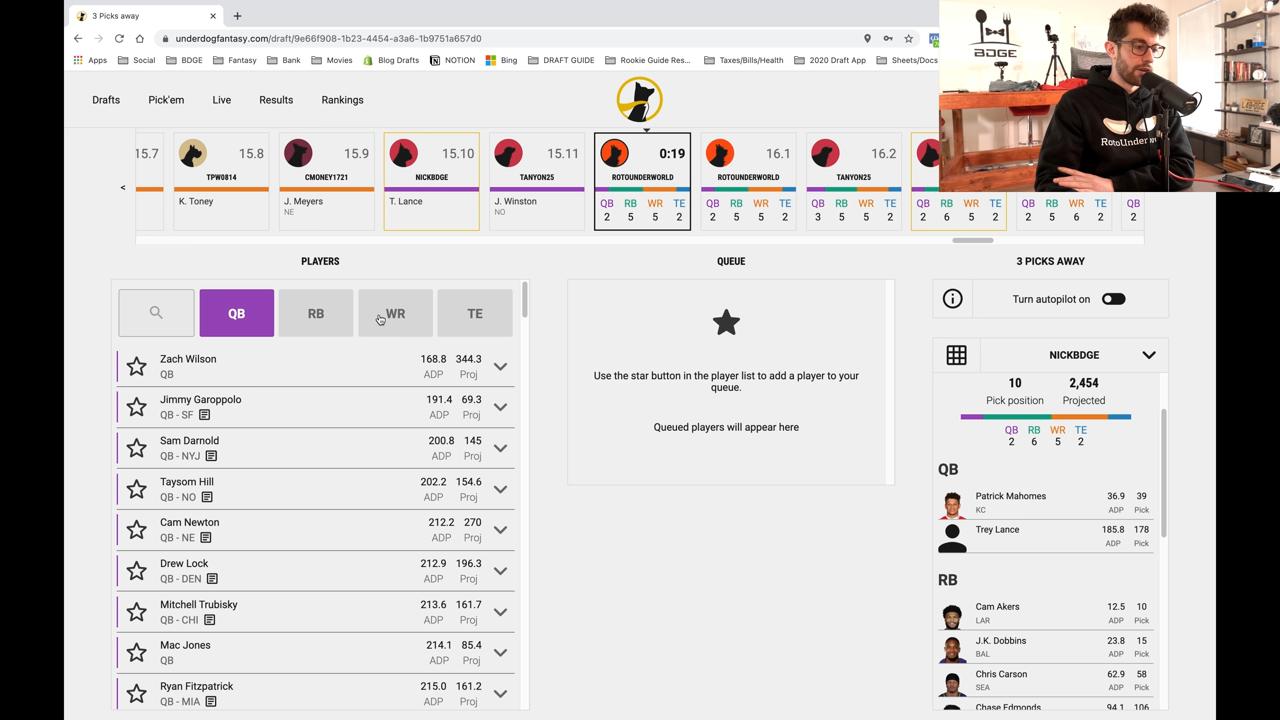 3 Picks away
underdogfantasy.com/draft/9e66f908-1b23-4454-a3a6-1b9751a657d0
Apps Social BDGE Fantasy Banks Movies Blog Drafts NOTION Bing DRAFT GUIDE Rookie Guide Res... Taxes/Bills/Health 2020 Draft App Sheets/Docs
BDGE
Drafts Pick'em Live Results Rankings
15.7 15.8 15.9 15.10 15.11 0:19 16.1 16.2
TPW0814 CMONEY1721 NICKBDGE TANYON25 ROTOUNDERWORLD ROTOUNDERWORLD TANYON25
K. Toney J. Meyers T. Lance J. Winston QB RB WR TE QB RB WR TE QB RB WR TE QB RB WR TE QB RB WR TE QB
NE NO 2 5 5 2 2 5 5 2 3 5 5 2 2 6 5 2 2 5 6 2 2
PLAYERS QUEUE 3 PICKS AWAY
QB RB WR TE
Zach Wilson 168.8 344.3
QB ADP Proj
Jimmy Garoppolo 191.4 69.3
QB - SF ADP Proj
Sam Darnold 200.8 145
QB - NYJ ADP Proj
Taysom Hill 202.2 154.6
QB - NO ADP Proj
Cam Newton 212.2 270
QB - NE ADP Proj
Drew Lock 212.9 196.3
QB - DEN ADP Proj
Mitchell Trubisky 213.6 161.7
QB - CHI ADP Proj
Mac Jones 214.1 85.4
QB ADP Proj
Ryan Fitzpatrick 215.0 161.2
QB - MIA ADP Proj
Use the star button in the player list to add a player to your
queue.
Queued players will appear here
Turn autopilot on
NICKBDGE
10 2,454
Pick position Projected
QB RB WR TE
2 6 5 2
QB
Patrick Mahomes 36.9 39
KC ADP Pick
Trey Lance 185.8 178
ADP Pick
RB
Cam Akers 12.5 10
LAR ADP Pick
J.K. Dobbins 23.8 15
BAL ADP Pick
Chris Carson 62.9 58
SEA ADP Pick
Chase Edmonds 94.1 106